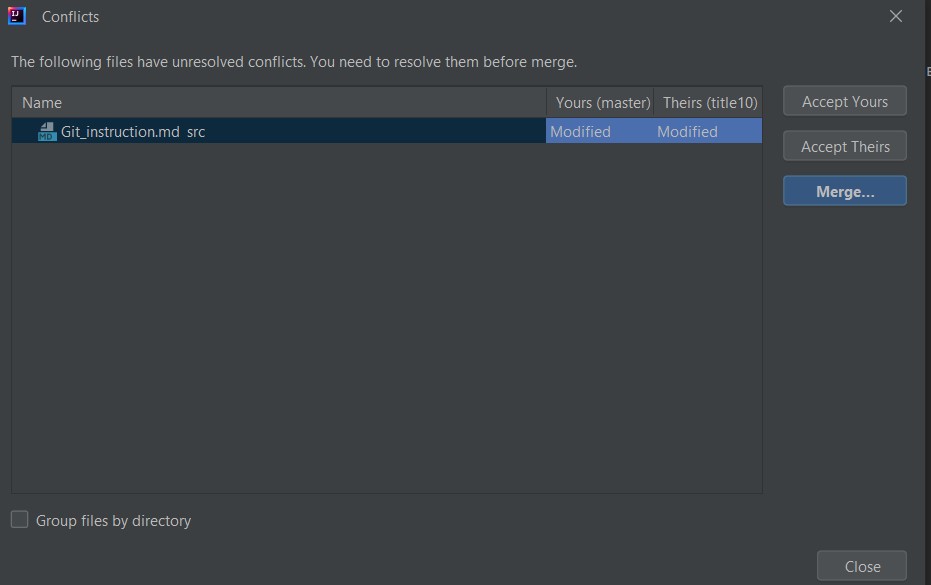 Conflicts
The following files have unresolved conflicts. You need to resolve them before merge.
Name Yours (master) Theirs (title10)
Git_instruction.md src Modified Modified
Accept Yours
Accept Theirs
Merge...
Group files by directory
Close